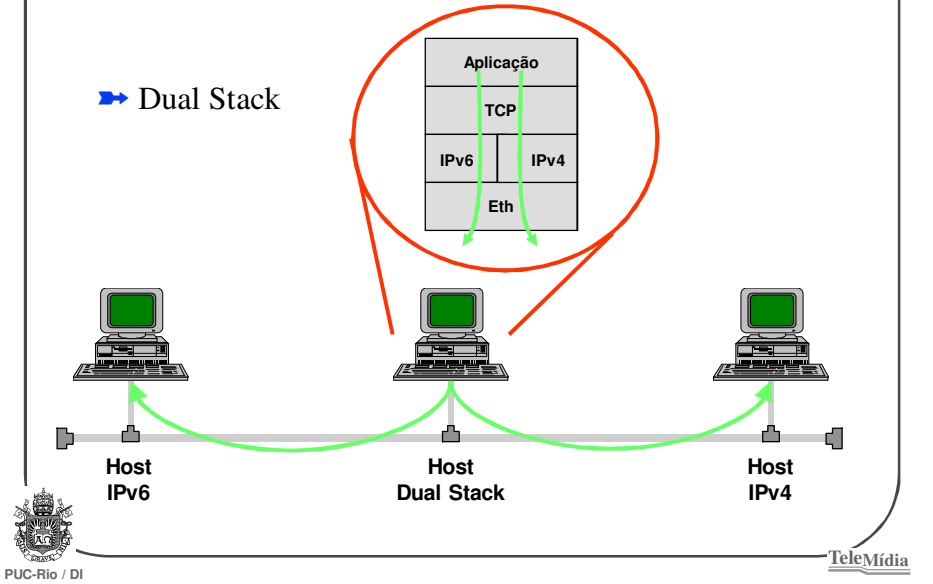 Dual Stack
Aplicação
TCP
IPv6 IPv4
Eth
Host
IPv6
Host
Dual Stack
Host
IPv4
PUC-Rio / DI
TeleMídia